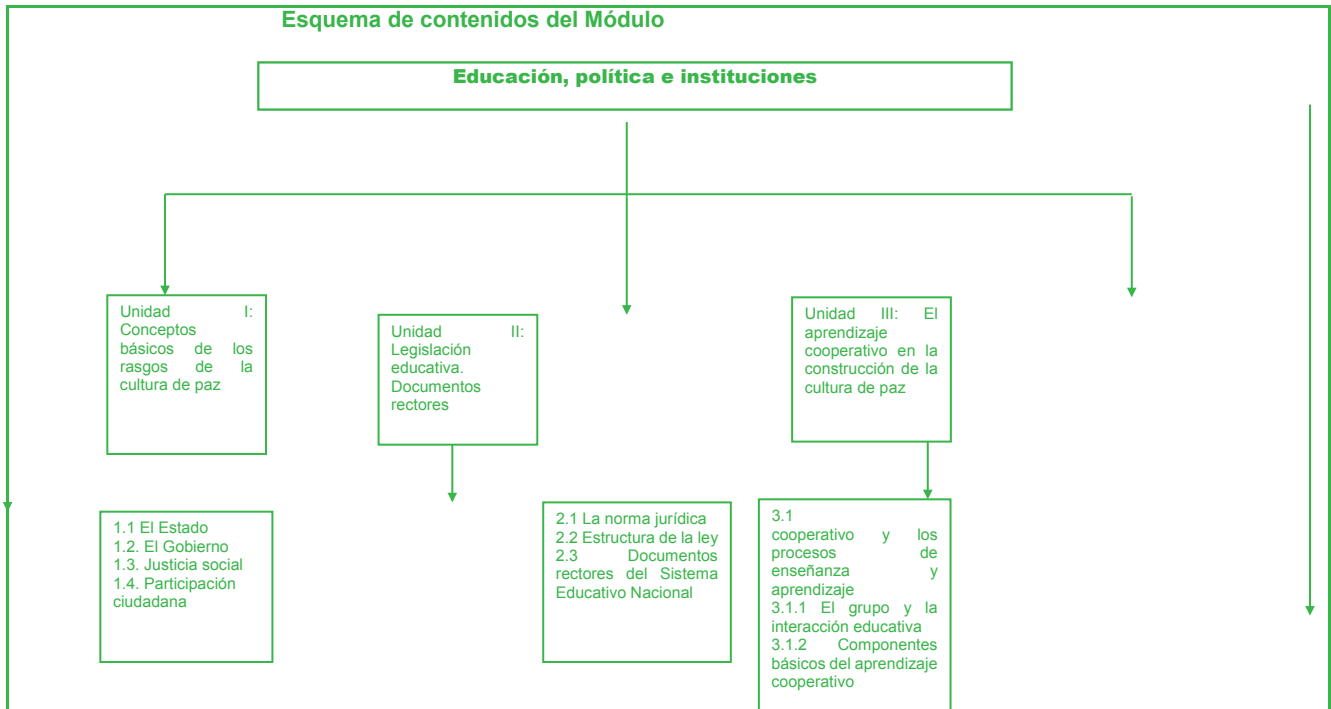 Esquema de contenidos del Módulo
Educación, política e instituciones
Unidad I:
Conceptos
básicos de los
rasgos de la
cultura de paz
Unidad II:
Legislación
educativa.
Documentos
rectores
Unidad III: El
aprendizaje
cooperativo en la
construcción de la
cultura de paz
1.1 El Estado
1.2. El Gobierno
1.3. Justicia social
1.4. Participación
ciudadana
2.1 La norma jurídica
2.2 Estructura de la ley
2.3 Documentos
rectores del Sistema
Educativo Nacional
3.1
cooperativo y los
procesos de
enseñanza y
aprendizaje
3.1.1 El grupo y la
interacción educativa
3.1.2 Componentes
básicos del aprendizaje
cooperativo